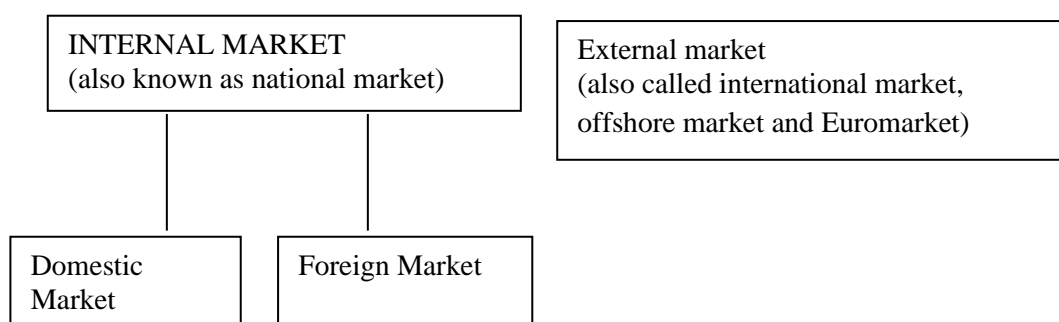 INTERNAL MARKET
(also known as national market)
External market
(also called international market,
offshore market and Euromarket)
Domestic
Market
Foreign Market